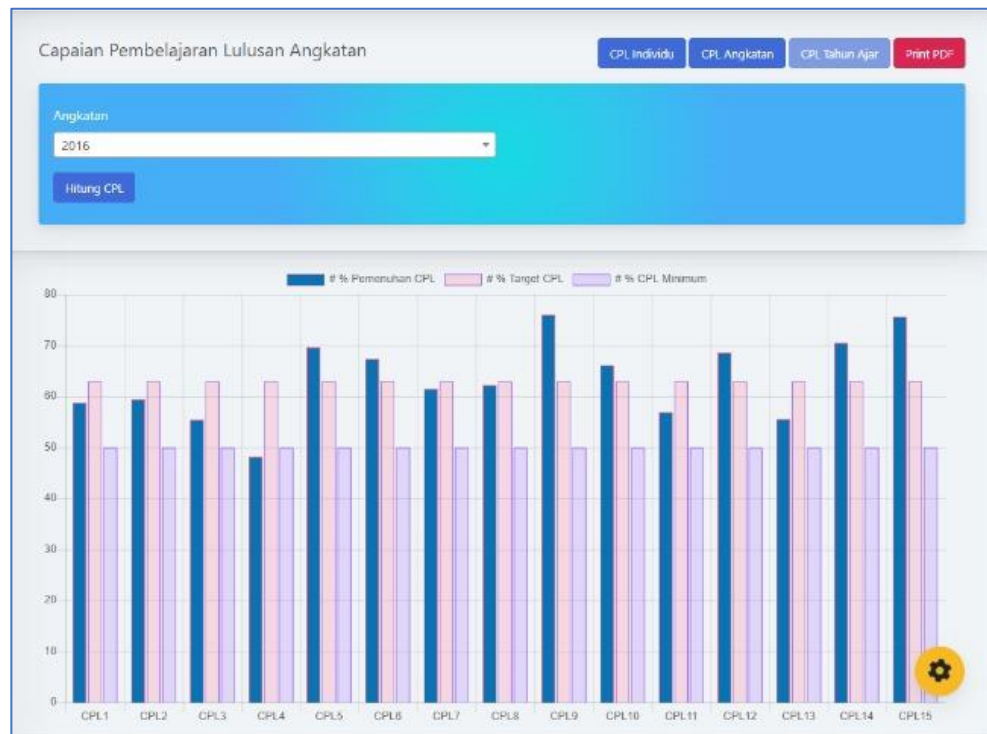 Capaian Pembelajaran Lulusan Angkatan
CPL Individu CPL Angkatan CPL Tahun Ajar Print PDF
Angkatan
2016
Hitung CPL
# % Pemenuhan CPL # % Target CPL # % CPL Minimum
80
70
60
50
40
30
20
10
0
CPL1 CPL2 CPL3 CPL4 CPL5 CPL6 CPL7 CPL8 CPL9 CPL10 CPL11 CPL12 CPL13 CPL14 CPL15